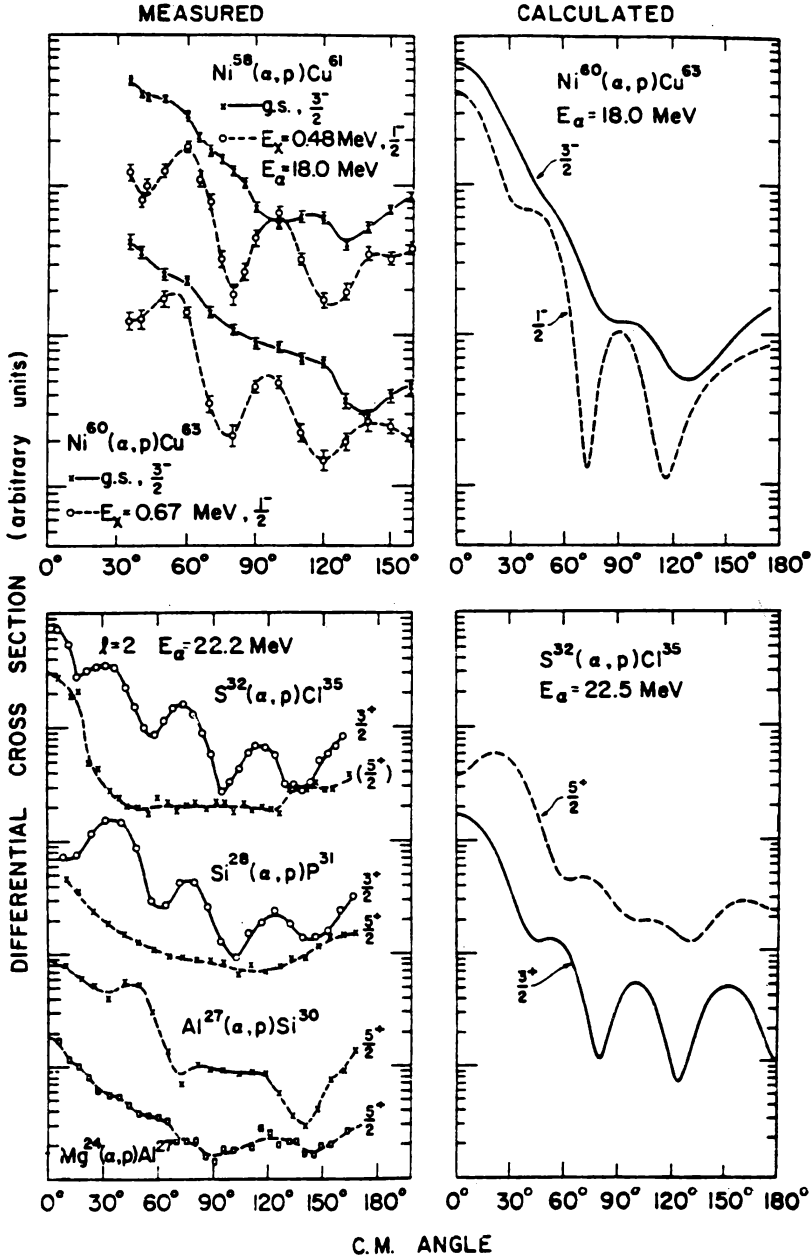 MEASURED
CALCULATED
Ni⁵⁸(α,p)Cu⁶¹
g.s., 3/2⁻
Eₓ=0.48 MeV, 1/2⁻
Eα=18.0 MeV
Ni⁶⁰(α,p)Cu⁶³
g.s., 3/2⁻
Eₓ=0.67 MeV, 1/2⁻
0° 30° 60° 90° 120° 150°
Ni⁶⁰(α,p)Cu⁶³
Eα=18.0 MeV
3/2⁻
1/2⁻
0° 30° 60° 90° 120° 150° 180°
DIFFERENTIAL CROSS SECTION (arbitrary units)
ℓ=2 Eα=22.2 MeV
S³²(α,p)Cl³⁵
3/2⁺
(5/2⁺)
Si²⁸(α,p)P³¹
3/2⁺
5/2⁺
Al²⁷(α,p)Si³⁰
5/2⁺
5/2⁺
Mg²⁴(α,p)Al²⁷
0° 30° 60° 90° 120° 150° 180°
S³²(α,p)Cl³⁵
Eα=22.5 MeV
5/2⁺
3/2⁺
0° 30° 60° 90° 120° 150° 180°
C.M. ANGLE